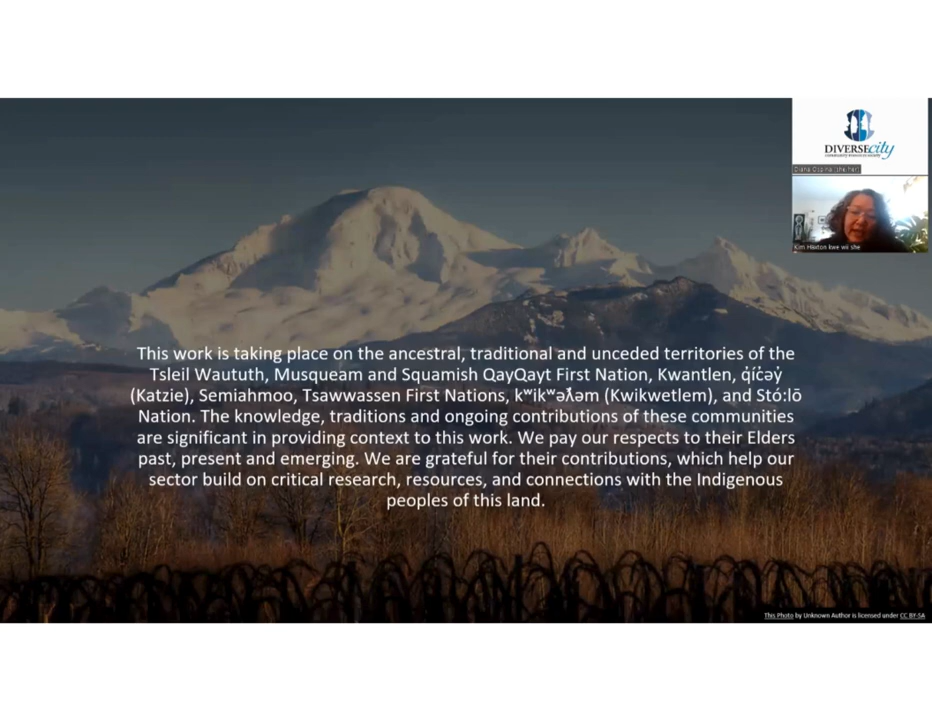 DIVERSEcity
Diana Ospina (she/her)
Kim Haxton kwe wii she
This work is taking place on the ancestral, traditional and unceded territories of the
Tsleil Waututh, Musqueam and Squamish QayQayt First Nation, Kwantlen, q̓íc̓əy̓
(Katzie), Semiahmoo, Tsawwassen First Nations, kʷikʷəƛ̓əm (Kwikwetlem), and Stó:lō
Nation. The knowledge, traditions and ongoing contributions of these communities
are significant in providing context to this work. We pay our respects to their Elders
past, present and emerging. We are grateful for their contributions, which help our
sector build on critical research, resources, and connections with the Indigenous
peoples of this land.
This Photo by Unknown Author is licensed under CC BY-SA